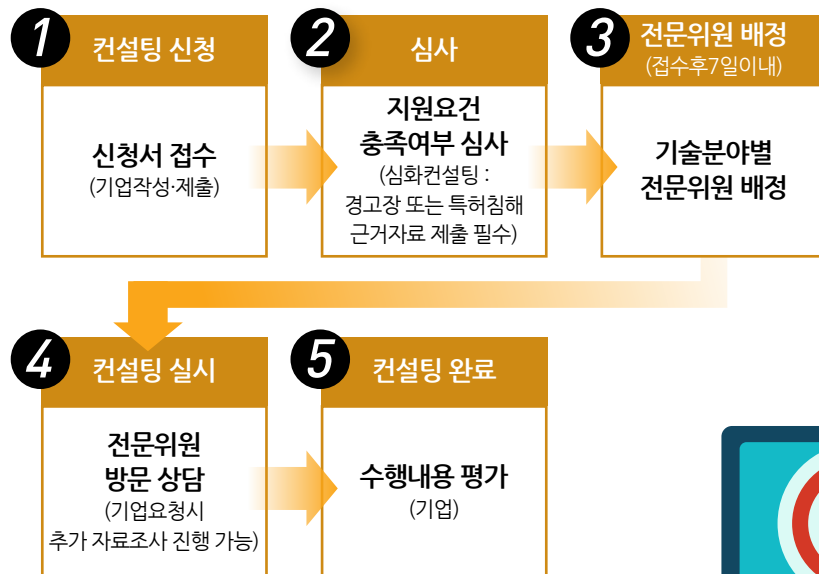 1 컨설팅 신청
신청서 접수
(기업작성·제출)
2 심사
지원요건
충족여부 심사
(심화컨설팅 :
경고장 또는 특허침해
근거자료 제출 필수)
3 전문위원 배정
(접수후7일이내)
기술분야별
전문위원 배정
4 컨설팅 실시
전문위원
방문 상담
(기업요청시
추가 자료조사 진행 가능)
5 컨설팅 완료
수행내용 평가
(기업)